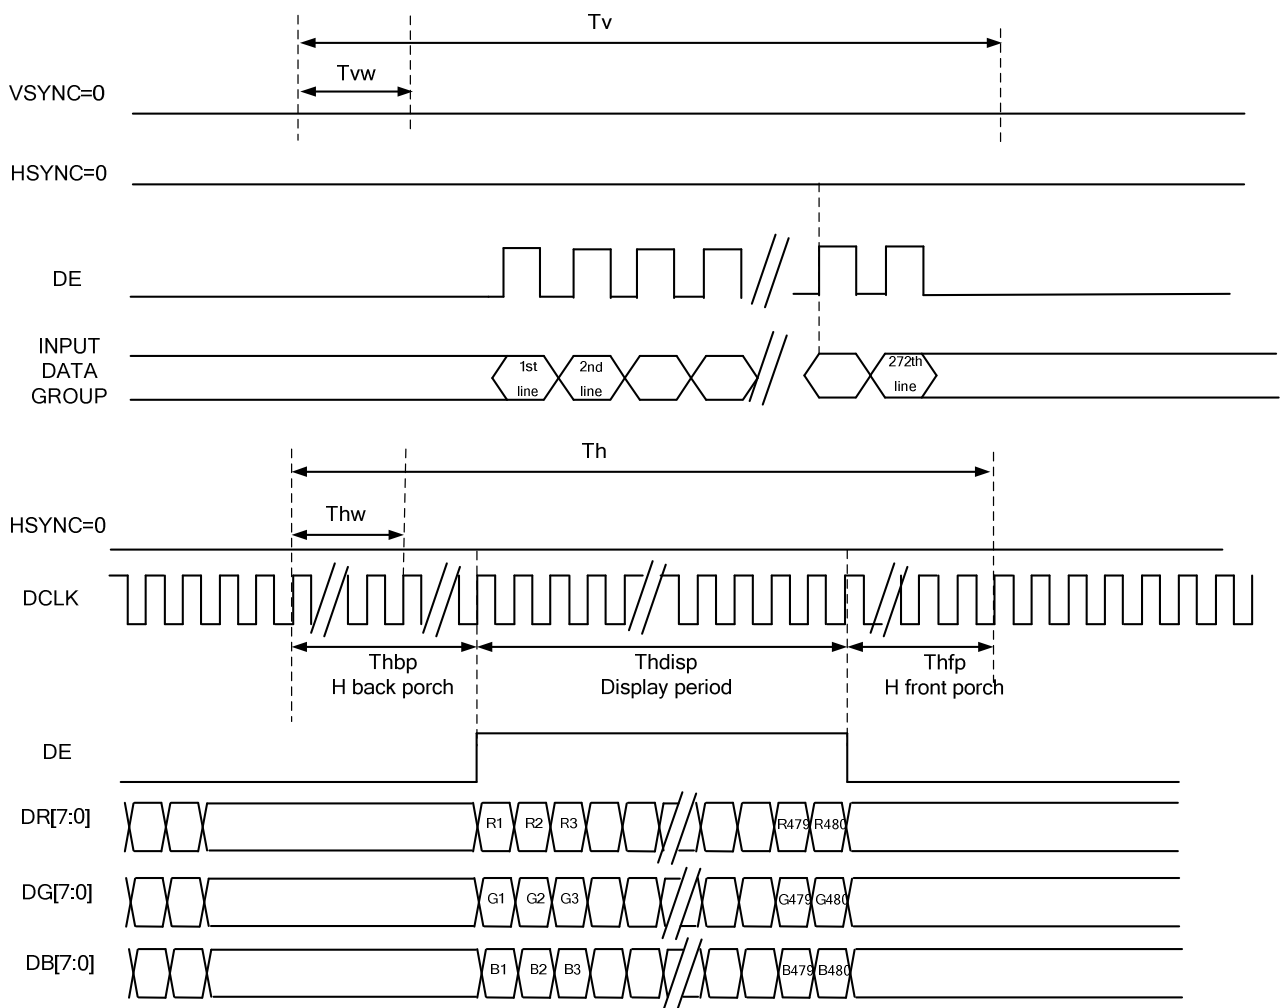 Tv
Tvw
VSYNC=0
HSYNC=0
DE
INPUT
DATA
GROUP
1st
line
2nd
line
272th
line
Th
Thw
HSYNC=0
DCLK
Thbp
H back porch
Thdisp
Display period
Thfp
H front porch
DE
DR[7:0]
R1 R2 R3 R479 R480
DG[7:0]
G1 G2 G3 G479 G480
DB[7:0]
B1 B2 B3 B479 B480